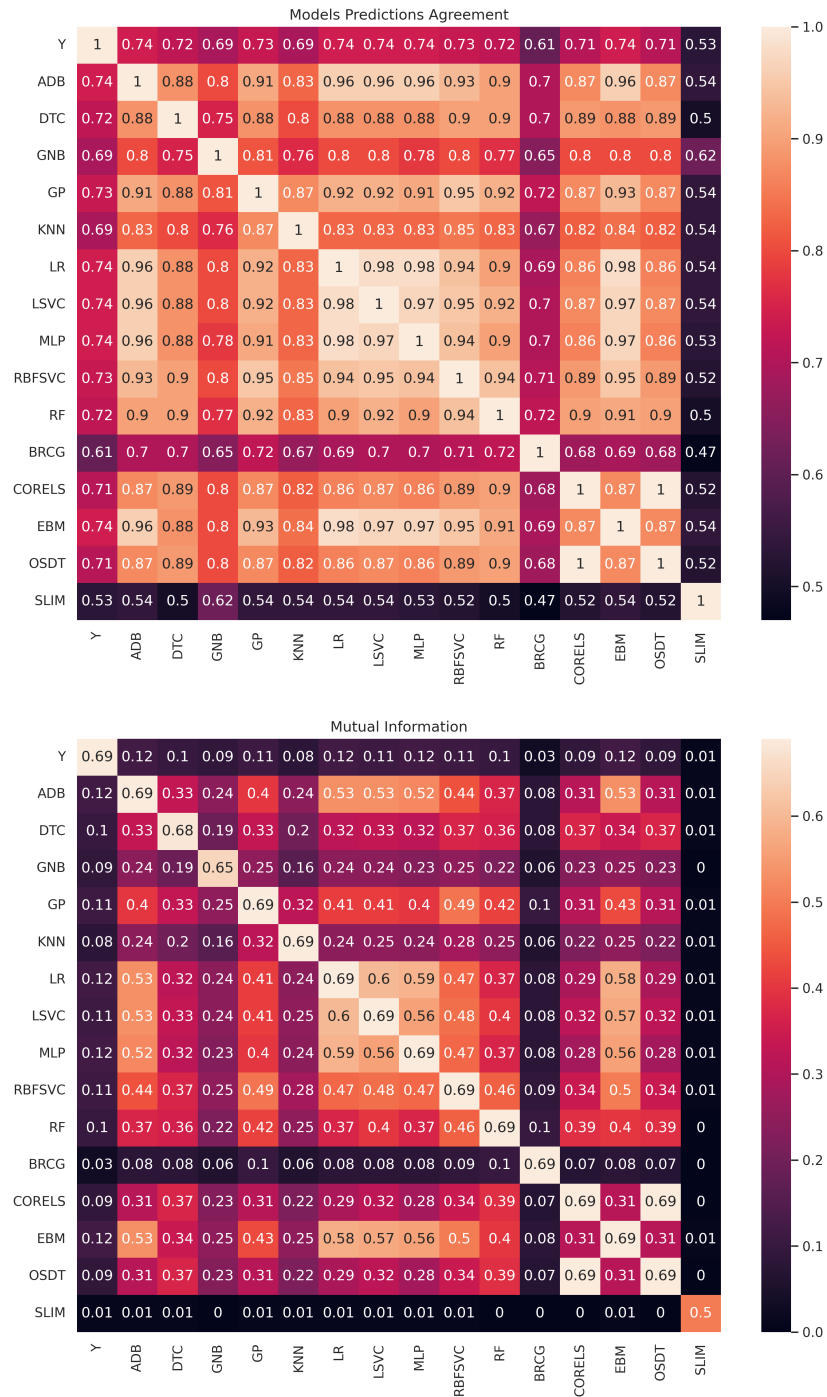 Models Predictions Agreement
Y 1 0.74 0.72 0.69 0.73 0.69 0.74 0.74 0.74 0.73 0.72 0.61 0.71 0.74 0.71 0.53
ADB 0.74 1 0.88 0.8 0.91 0.83 0.96 0.96 0.96 0.93 0.9 0.7 0.87 0.96 0.87 0.54
DTC 0.72 0.88 1 0.75 0.88 0.8 0.88 0.88 0.88 0.9 0.9 0.7 0.89 0.88 0.89 0.5
GNB 0.69 0.8 0.75 1 0.81 0.76 0.8 0.8 0.78 0.8 0.77 0.65 0.8 0.8 0.8 0.62
GP 0.73 0.91 0.88 0.81 1 0.87 0.92 0.92 0.91 0.95 0.92 0.72 0.87 0.93 0.87 0.54
KNN 0.69 0.83 0.8 0.76 0.87 1 0.83 0.83 0.83 0.85 0.83 0.67 0.82 0.84 0.82 0.54
LR 0.74 0.96 0.88 0.8 0.92 0.83 1 0.98 0.98 0.94 0.9 0.69 0.86 0.98 0.86 0.54
LSVC 0.74 0.96 0.88 0.8 0.92 0.83 0.98 1 0.97 0.95 0.92 0.7 0.87 0.97 0.87 0.54
MLP 0.74 0.96 0.88 0.78 0.91 0.83 0.98 0.97 1 0.94 0.9 0.7 0.86 0.97 0.86 0.53
RBFSVC 0.73 0.93 0.9 0.8 0.95 0.85 0.94 0.95 0.94 1 0.94 0.71 0.89 0.95 0.89 0.52
RF 0.72 0.9 0.9 0.77 0.92 0.83 0.9 0.92 0.9 0.94 1 0.72 0.9 0.91 0.9 0.5
BRCG 0.61 0.7 0.7 0.65 0.72 0.67 0.69 0.7 0.7 0.71 0.72 1 0.68 0.69 0.68 0.47
CORELS 0.71 0.87 0.89 0.8 0.87 0.82 0.86 0.87 0.86 0.89 0.9 0.68 1 0.87 1 0.52
EBM 0.74 0.96 0.88 0.8 0.93 0.84 0.98 0.97 0.97 0.95 0.91 0.69 0.87 1 0.87 0.54
OSDT 0.71 0.87 0.89 0.8 0.87 0.82 0.86 0.87 0.86 0.89 0.9 0.68 1 0.87 1 0.52
SLIM 0.53 0.54 0.5 0.62 0.54 0.54 0.54 0.54 0.53 0.52 0.5 0.47 0.52 0.54 0.52 1
Y ADB DTC GNB GP KNN LR LSVC MLP RBFSVC RF BRCG CORELS EBM OSDT SLIM
1.0
0.9
0.8
0.7
0.6
0.5
Mutual Information
Y 0.69 0.12 0.1 0.09 0.11 0.08 0.12 0.11 0.12 0.11 0.1 0.03 0.09 0.12 0.09 0.01
ADB 0.12 0.69 0.33 0.24 0.4 0.24 0.53 0.53 0.52 0.44 0.37 0.08 0.31 0.53 0.31 0.01
DTC 0.1 0.33 0.68 0.19 0.33 0.2 0.32 0.33 0.32 0.37 0.36 0.08 0.37 0.34 0.37 0.01
GNB 0.09 0.24 0.19 0.65 0.25 0.16 0.24 0.24 0.23 0.25 0.22 0.06 0.23 0.25 0.23 0
GP 0.11 0.4 0.33 0.25 0.69 0.32 0.41 0.41 0.4 0.49 0.42 0.1 0.31 0.43 0.31 0.01
KNN 0.08 0.24 0.2 0.16 0.32 0.69 0.24 0.25 0.24 0.28 0.25 0.06 0.22 0.25 0.22 0.01
LR 0.12 0.53 0.32 0.24 0.41 0.24 0.69 0.6 0.59 0.47 0.37 0.08 0.29 0.58 0.29 0.01
LSVC 0.11 0.53 0.33 0.24 0.41 0.25 0.6 0.69 0.56 0.48 0.4 0.08 0.32 0.57 0.32 0.01
MLP 0.12 0.52 0.32 0.23 0.4 0.24 0.59 0.56 0.69 0.47 0.37 0.08 0.28 0.56 0.28 0.01
RBFSVC 0.11 0.44 0.37 0.25 0.49 0.28 0.47 0.48 0.47 0.69 0.46 0.09 0.34 0.5 0.34 0.01
RF 0.1 0.37 0.36 0.22 0.42 0.25 0.37 0.4 0.37 0.46 0.69 0.1 0.39 0.4 0.39 0
BRCG 0.03 0.08 0.08 0.06 0.1 0.06 0.08 0.08 0.08 0.09 0.1 0.69 0.07 0.08 0.07 0
CORELS 0.09 0.31 0.37 0.23 0.31 0.22 0.29 0.32 0.28 0.34 0.39 0.07 0.69 0.31 0.69 0
EBM 0.12 0.53 0.34 0.25 0.43 0.25 0.58 0.57 0.56 0.5 0.4 0.08 0.31 0.69 0.31 0.01
OSDT 0.09 0.31 0.37 0.23 0.31 0.22 0.29 0.32 0.28 0.34 0.39 0.07 0.69 0.31 0.69 0
SLIM 0.01 0.01 0.01 0 0.01 0.01 0.01 0.01 0.01 0.01 0 0 0 0.01 0 0.5
Y ADB DTC GNB GP KNN LR LSVC MLP RBFSVC RF BRCG CORELS EBM OSDT SLIM
0.6
0.5
0.4
0.3
0.2
0.1
0.0